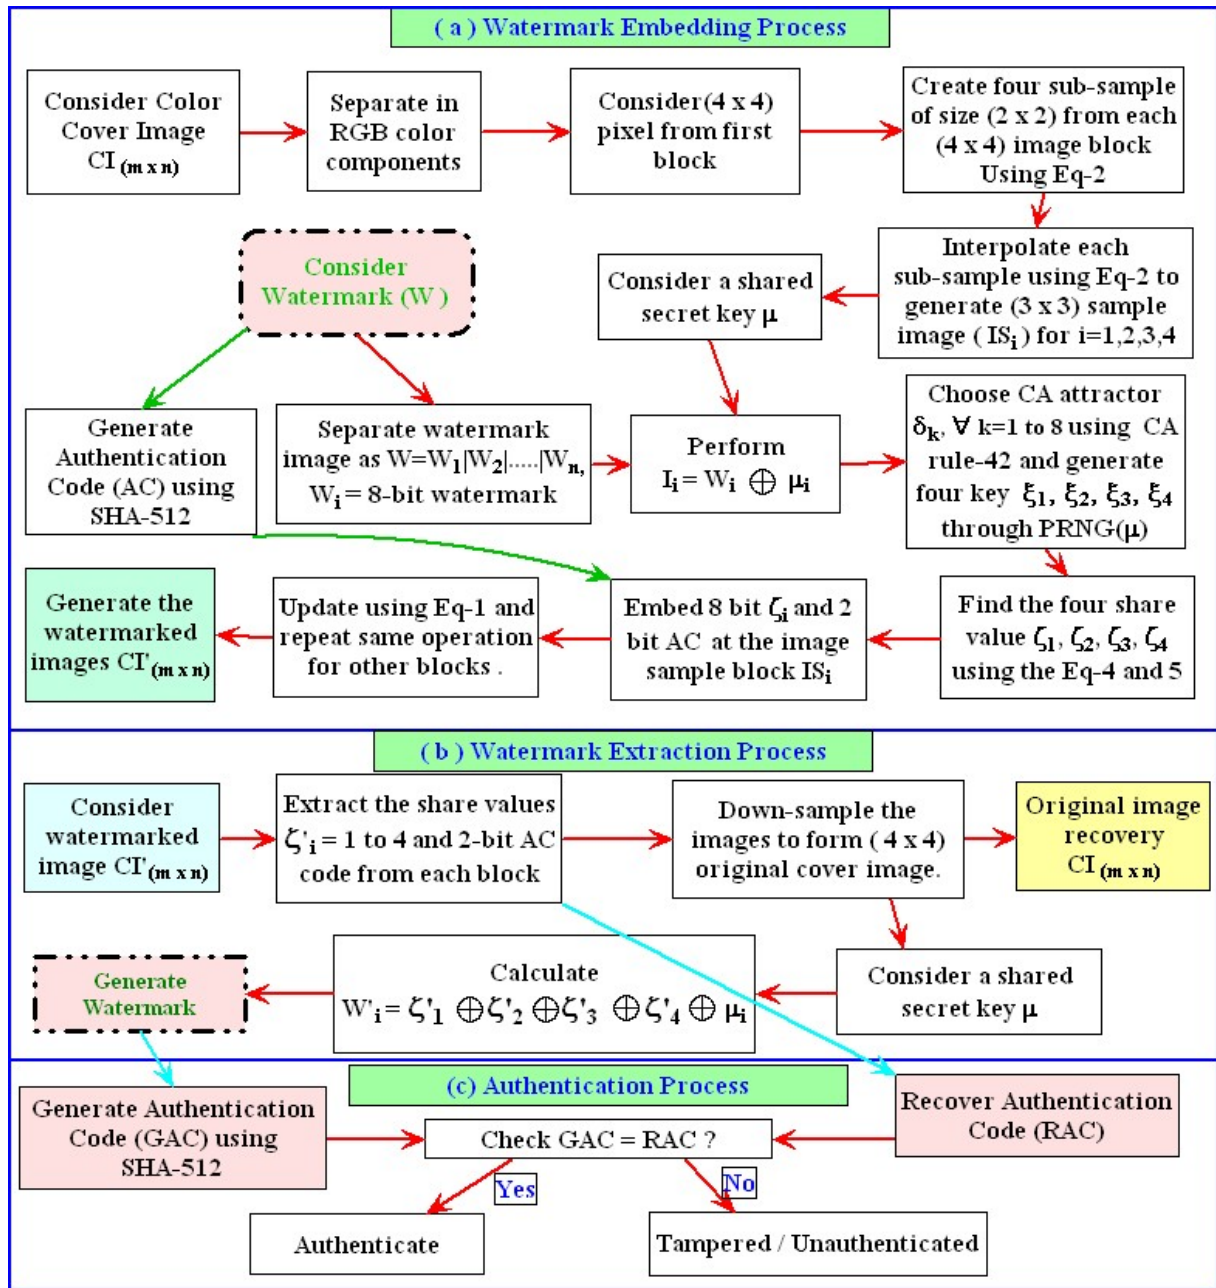 ( a ) Watermark Embedding Process
Consider Color
Cover Image
CI (m x n)
Separate in
RGB color
components
Consider (4 x 4)
pixel from first
block
Create four sub-sample
of size (2 x 2) from each
(4 x 4) image block
Using Eq-2
Consider
Watermark (W )
Consider a shared
secret key μ
Interpolate each
sub-sample using Eq-2 to
generate (3 x 3) sample
image ( ISi ) for i=1,2,3,4
Generate
Authentication
Code (AC) using
SHA-512
Separate watermark
image as W=W1|W2|.....|Wn,
Wi = 8-bit watermark
Perform
Ii = Wi ⊕ μi
Choose CA attractor
δk, ∀ k=1 to 8 using CA
rule-42 and generate
four key ξ1, ξ2, ξ3, ξ4
through PRNG(μ)
Generate the
watermarked
images CI'(m x n)
Update using Eq-1 and
repeat same operation
for other blocks .
Embed 8 bit ζi and 2
bit AC at the image
sample block ISi
Find the four share
value ζ1, ζ2, ζ3, ζ4
using the Eq-4 and 5
( b ) Watermark Extraction Process
Consider
watermarked
image CI'(m x n)
Extract the share values
ζ'i = 1 to 4 and 2-bit AC
code from each block
Down-sample the
images to form ( 4 x 4)
original cover image.
Original image
recovery
CI (m x n)
Generate
Watermark
Calculate
W'i = ζ'1 ⊕ ζ'2 ⊕ ζ'3 ⊕ ζ'4 ⊕ μi
Consider a shared
secret key μ
(c) Authentication Process
Generate Authentication
Code (GAC) using
SHA-512
Check GAC = RAC ?
Recover Authentication
Code (RAC)
Yes
No
Authenticate
Tampered / Unauthenticated